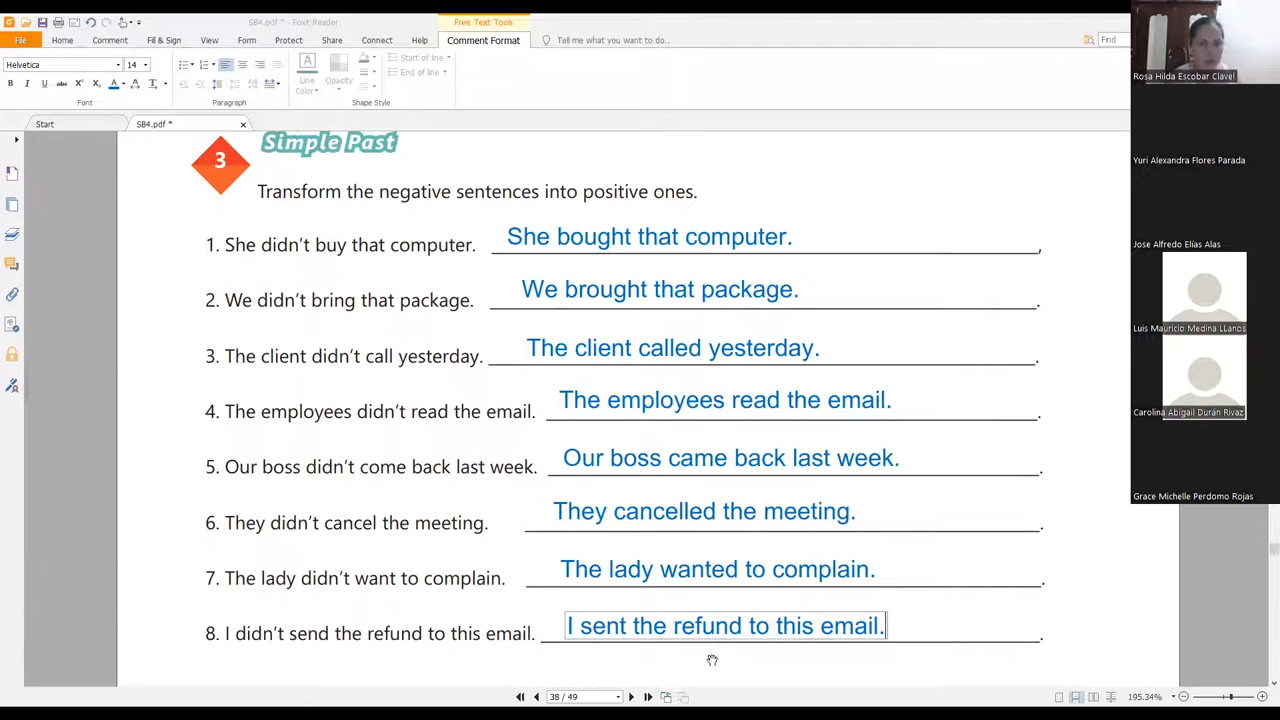 SB4.pdf * - Foxit Reader
Free Text Tools
File Home Comment Fill & Sign View Form Protect Share Connect Help Comment Format Tell me what you want to do.. Find
Helvetica 14
Start of line
End of line
Line Color
Opacity
B I U abc X² X₂ A T
Font Paragraph Shape Style
Start SB4.pdf *
3
Simple Past
Transform the negative sentences into positive ones.
1. She didn't buy that computer. She bought that computer.
2. We didn't bring that package. We brought that package.
3. The client didn't call yesterday. The client called yesterday.
4. The employees didn't read the email. The employees read the email.
5. Our boss didn't come back last week. Our boss came back last week.
6. They didn't cancel the meeting. They cancelled the meeting.
7. The lady didn't want to complain. The lady wanted to complain.
8. I didn't send the refund to this email. I sent the refund to this email.
38 / 49
195.34%
Rosa Hilda Escobar Clavel
Yuri Alexandra Flores Parada
Jose Alfredo Elías Alas
Luis Mauricio Medina LLanos
Carolina Abigail Durán Rivaz
Grace Michelle Perdomo Rojas